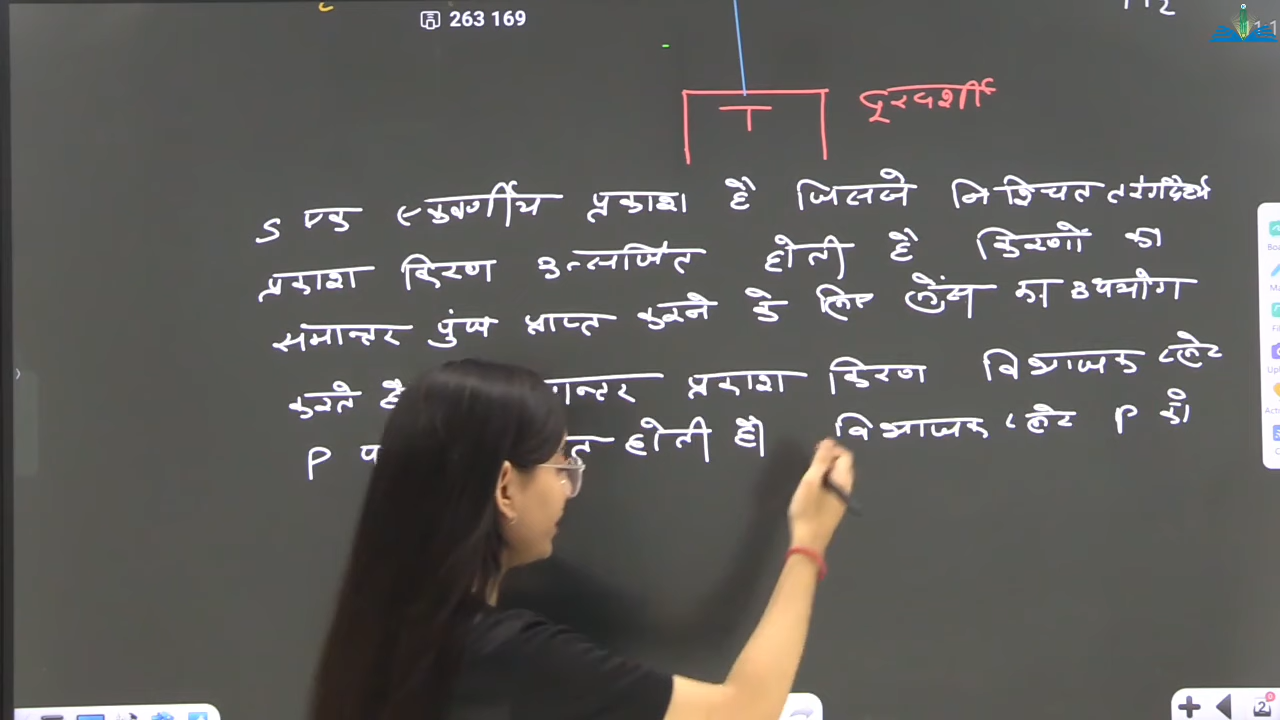 263 169
T
दूरदर्शी
S एक एकवर्णीय प्रकाश है जिससे निश्चित तरंगदैर्घ्य
प्रकाश किरण उत्सर्जित होती है किरणों का
समान्तर पुंज प्राप्त करने के लिए लेंस का उपयोग
करते है प्रकाश किरण विभाजक प्लेट
P होती है। विभाजक प्लेट P को